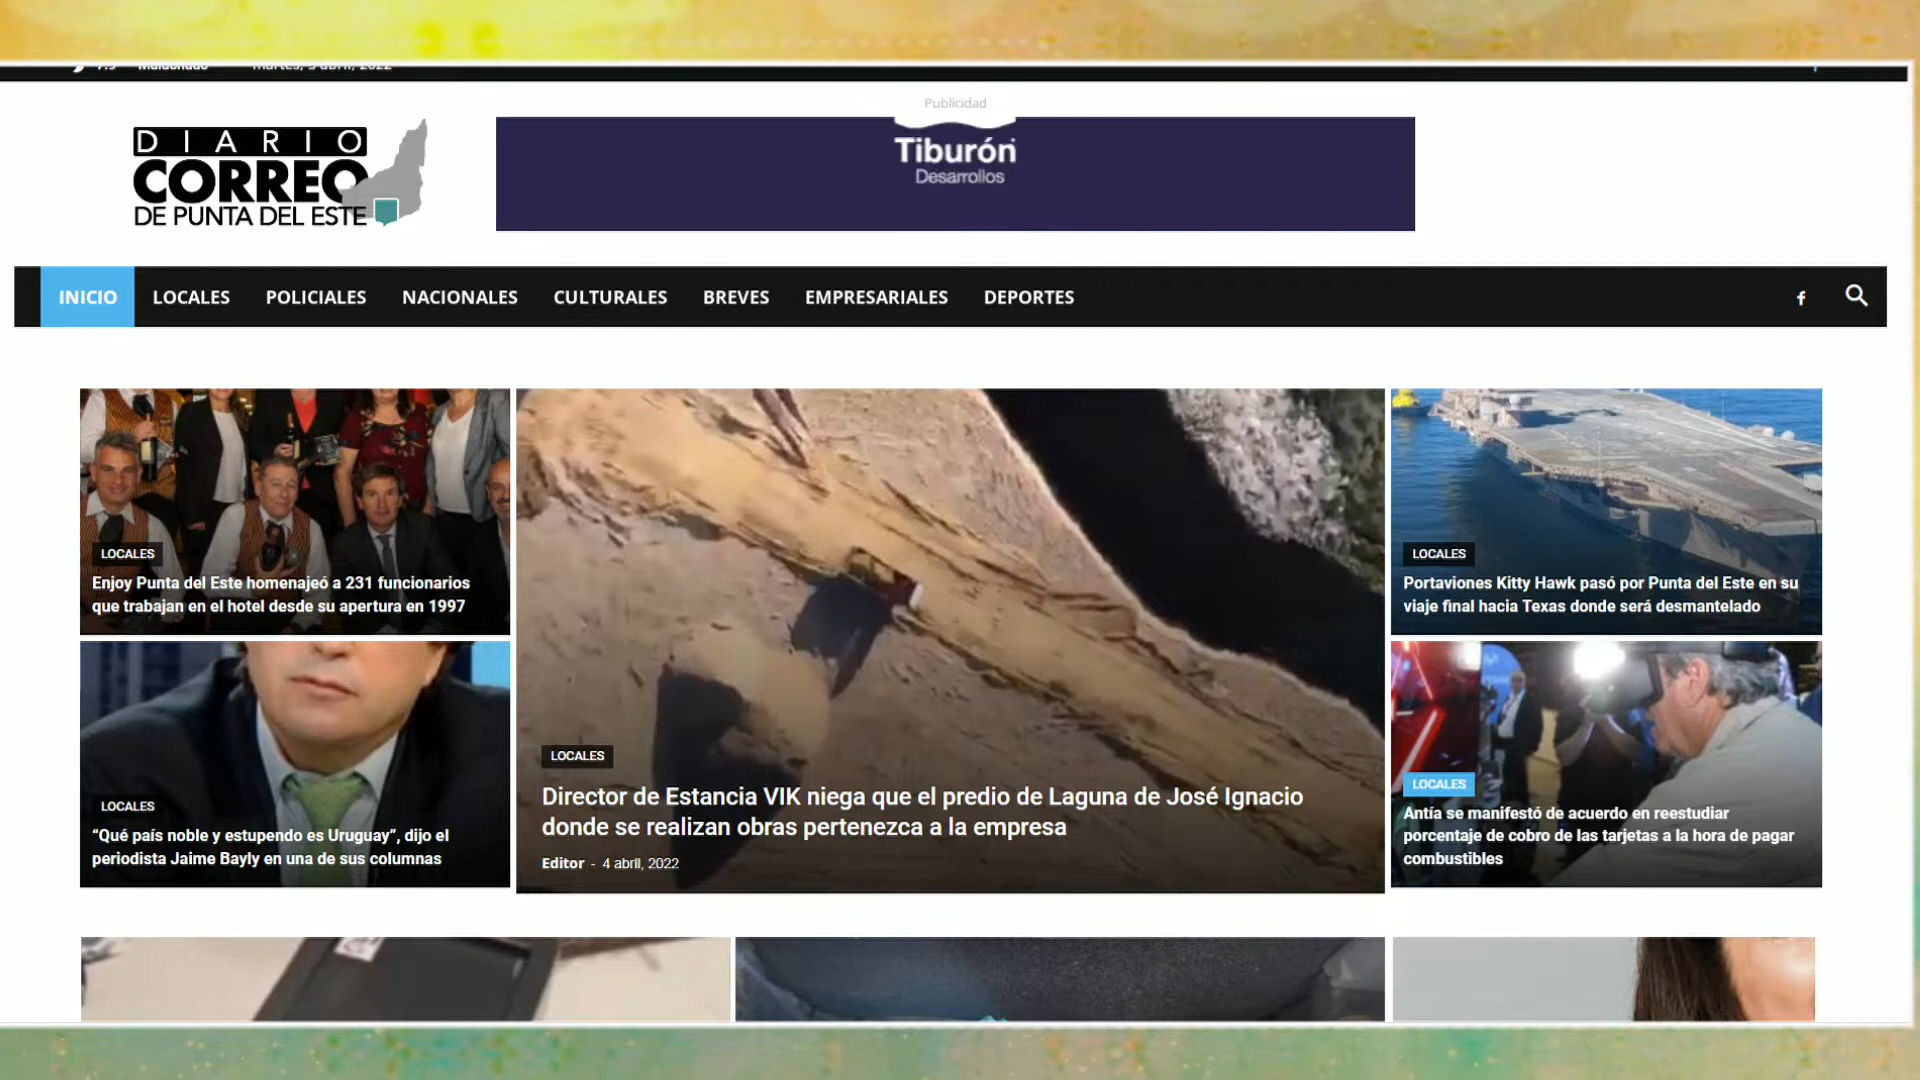 Maldonado martes, 5 abril, 2022
Publicidad
DIARIO
CORREO
DE PUNTA DEL ESTE
Tiburón
Desarrollos
INICIO LOCALES POLICIALES NACIONALES CULTURALES BREVES EMPRESARIALES DEPORTES
LOCALES
Enjoy Punta del Este homenajeó a 231 funcionarios
que trabajan en el hotel desde su apertura en 1997
LOCALES
“Qué país noble y estupendo es Uruguay”, dijo el
periodista Jaime Bayly en una de sus columnas
LOCALES
Director de Estancia VIK niega que el predio de Laguna de José Ignacio
donde se realizan obras pertenezca a la empresa
Editor - 4 abril, 2022
LOCALES
Portaviones Kitty Hawk pasó por Punta del Este en su
viaje final hacia Texas donde será desmantelado
LOCALES
Antía se manifestó de acuerdo en reestudiar
porcentaje de cobro de las tarjetas a la hora de pagar
combustibles